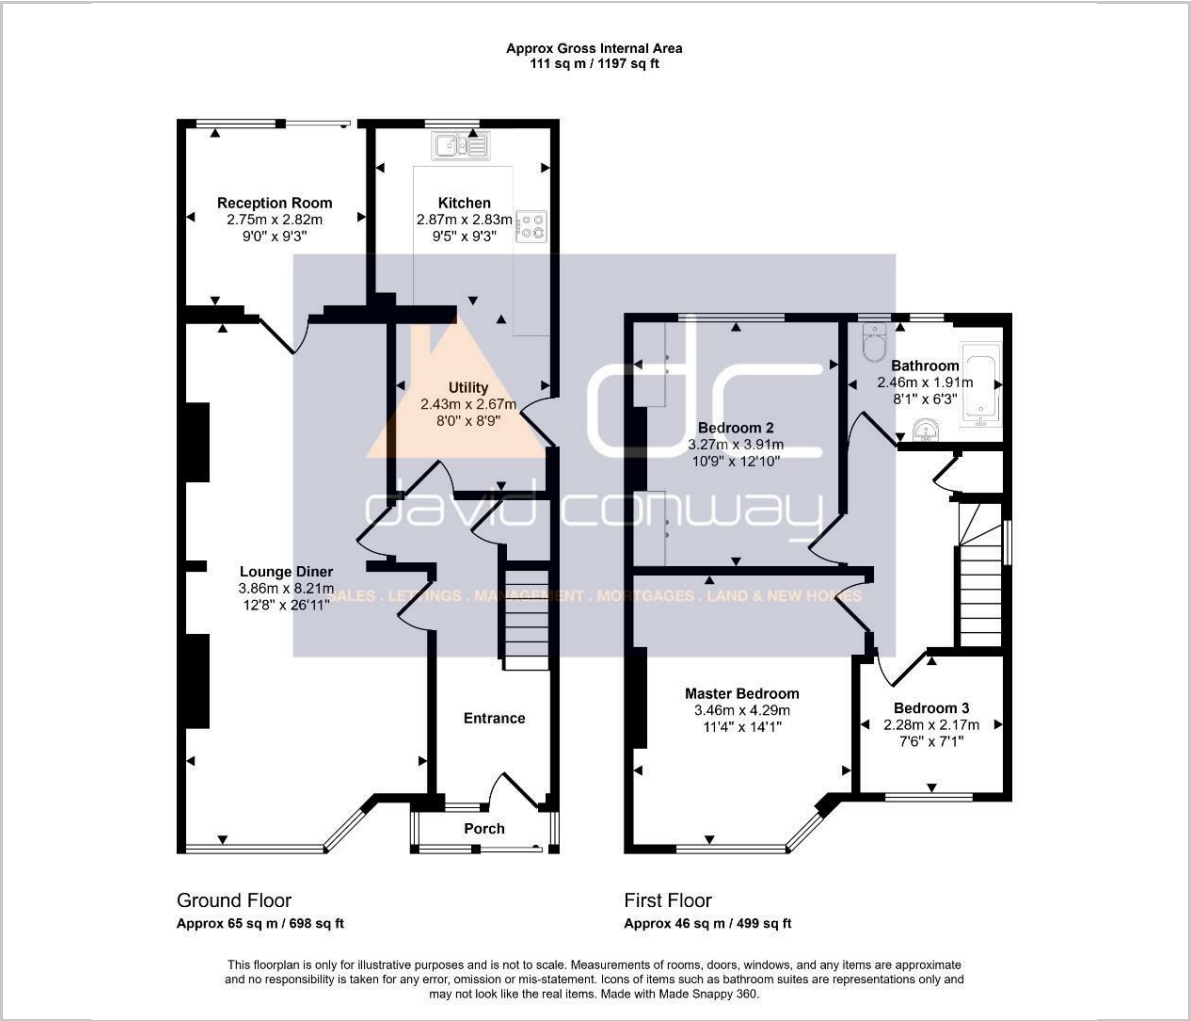 Approx Gross Internal Area
111 sq m / 1197 sq ft
Reception Room
2.75m x 2.82m
9'0" x 9'3"
Kitchen
2.87m x 2.83m
9'5" x 9'3"
Utility
2.43m x 2.67m
8'0" x 8'9"
Lounge Diner
3.86m x 8.21m
12'8" x 26'11"
Entrance
Porch
Bedroom 2
3.27m x 3.91m
10'9" x 12'10"
Bathroom
2.46m x 1.91m
8'1" x 6'3"
Master Bedroom
3.46m x 4.29m
11'4" x 14'1"
Bedroom 3
2.28m x 2.17m
7'6" x 7'1"
dc
david conway
SALES . LETTINGS . MANAGEMENT . MORTGAGES . LAND & NEW HOMES
Ground Floor
Approx 65 sq m / 698 sq ft
First Floor
Approx 46 sq m / 499 sq ft
This floorplan is only for illustrative purposes and is not to scale. Measurements of rooms, doors, windows, and any items are approximate
and no responsibility is taken for any error, omission or mis-statement. Icons of items such as bathroom suites are representations only and
may not look like the real items. Made with Made Snappy 360.